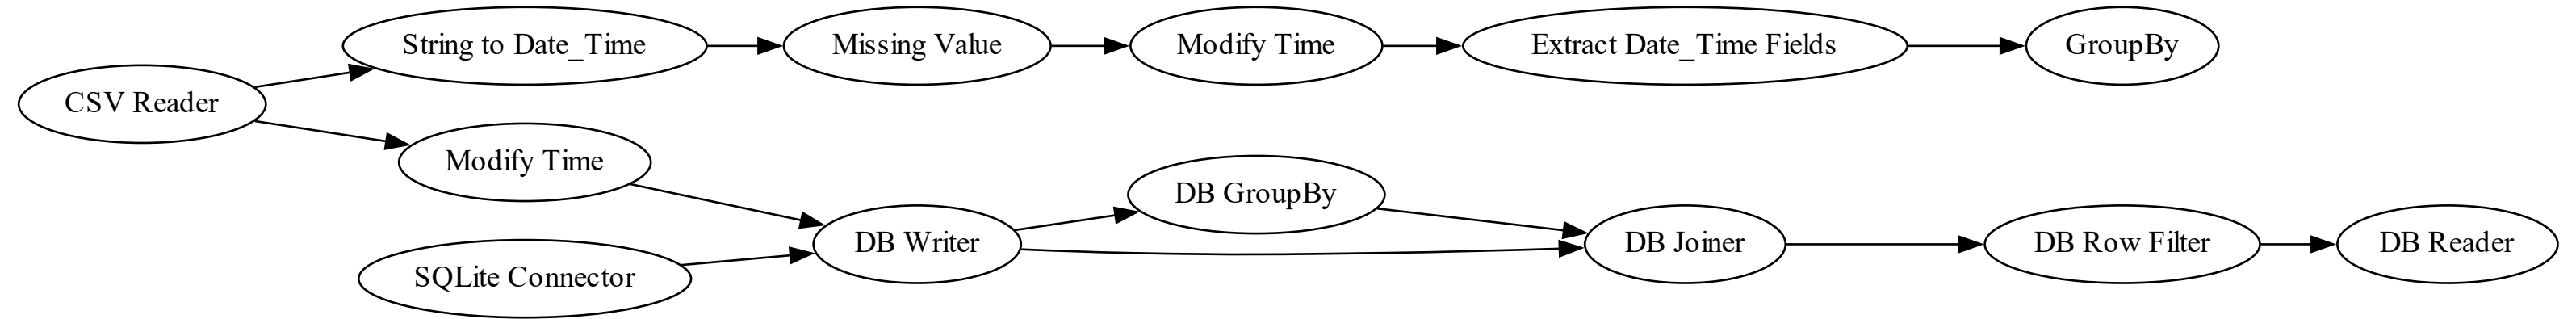 CSV Reader
String to Date_Time
Missing Value
Modify Time
Extract Date_Time Fields
GroupBy
Modify Time
SQLite Connector
DB Writer
DB GroupBy
DB Joiner
DB Row Filter
DB Reader